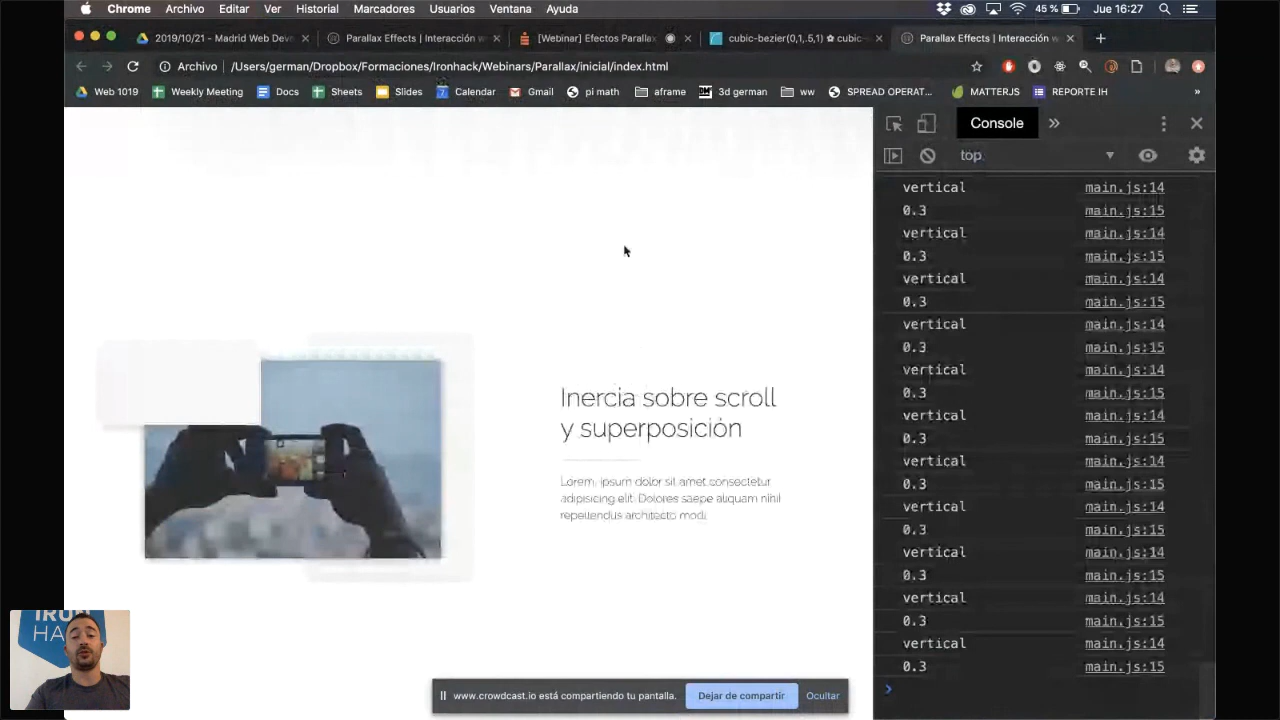 Chrome Archivo Editar Ver Historial Marcadores Usuarios Ventana Ayuda 45 % Jue 16:27
2019/10/21 - Madrid Web Dev
Parallax Effects | Interacción
[Webinar] Efectos Parallax
cubic-bezier(0,1,.5,1) ✿ cubic-
Parallax Effects | Interacción
Archivo /Users/german/Dropbox/Formaciones/Ironhack/Webinars/Parallax/inicial/index.html
Web 1019 Weekly Meeting Docs Sheets Slides Calendar Gmail pi math aframe 3d german ww SPREAD OPERAT... MATTERJS REPORTE IH »
Console »
top
vertical main.js:14
0.3 main.js:15
vertical main.js:14
0.3 main.js:15
vertical main.js:14
0.3 main.js:15
vertical main.js:14
0.3 main.js:15
vertical main.js:14
0.3 main.js:15
vertical main.js:14
0.3 main.js:15
vertical main.js:14
0.3 main.js:15
vertical main.js:14
0.3 main.js:15
vertical main.js:14
0.3 main.js:15
vertical main.js:14
0.3 main.js:15
vertical main.js:14
0.3 main.js:15
Inercia sobre scroll
y superposición
Lorem, ipsum dolor sit amet consectetur
adipisicing elit. Dolores saepe aliquam nihil
repellendus architecto modi.
www.crowdcast.io está compartiendo tu pantalla. Dejar de compartir Ocultar